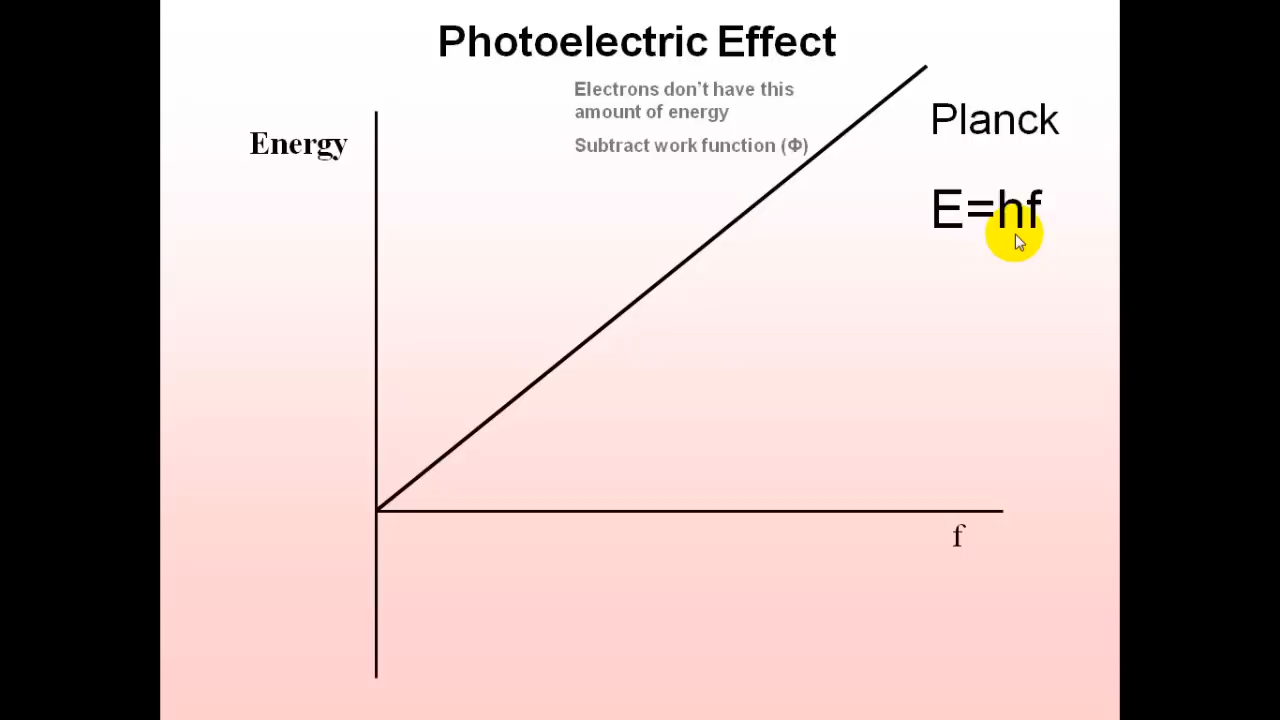 Photoelectric Effect
Electrons don't have this
amount of energy
Subtract work function (Φ)
Energy
Planck
E=hf
f